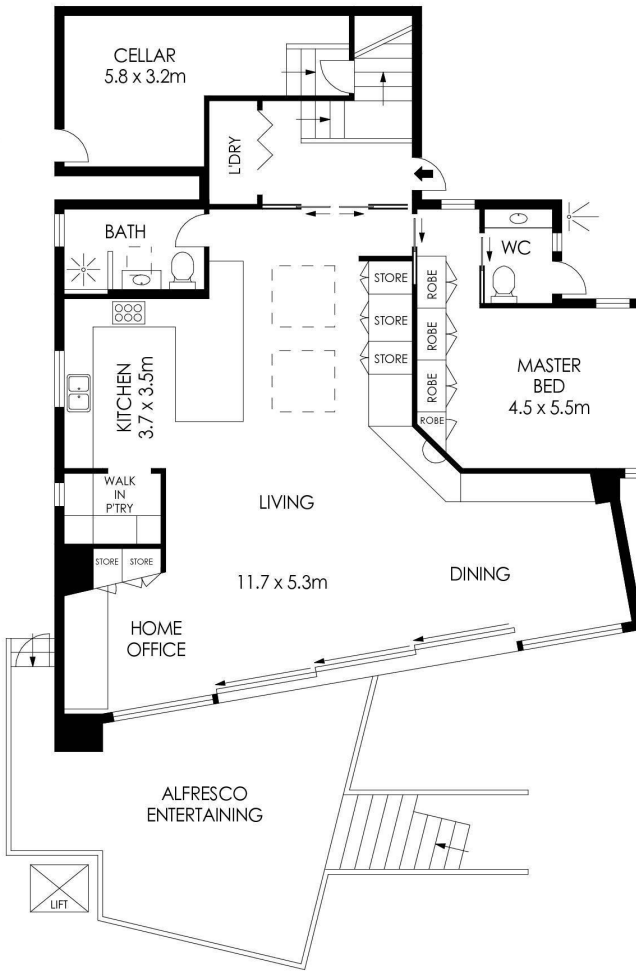 CELLAR
5.8 x 3.2m
L'DRY
BATH
WC
STORE
STORE
STORE
ROBE
ROBE
ROBE
ROBE
KITCHEN
3.7 x 3.5m
MASTER
BED
4.5 x 5.5m
WALK
IN
P'TRY
LIVING
11.7 x 5.3m
DINING
STORE
STORE
HOME
OFFICE
ALFRESCO
ENTERTAINING
LIFT